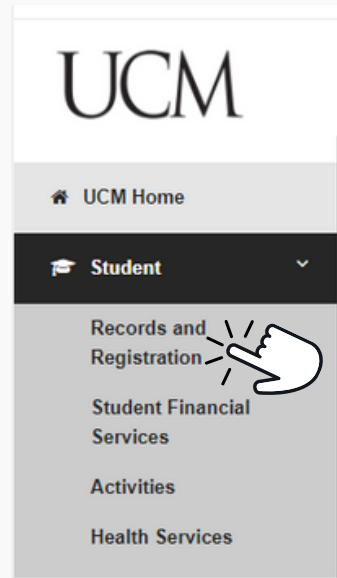 UCM
UCM Home
Student
Records and
Registration
Student Financial
Services
Activities
Health Services